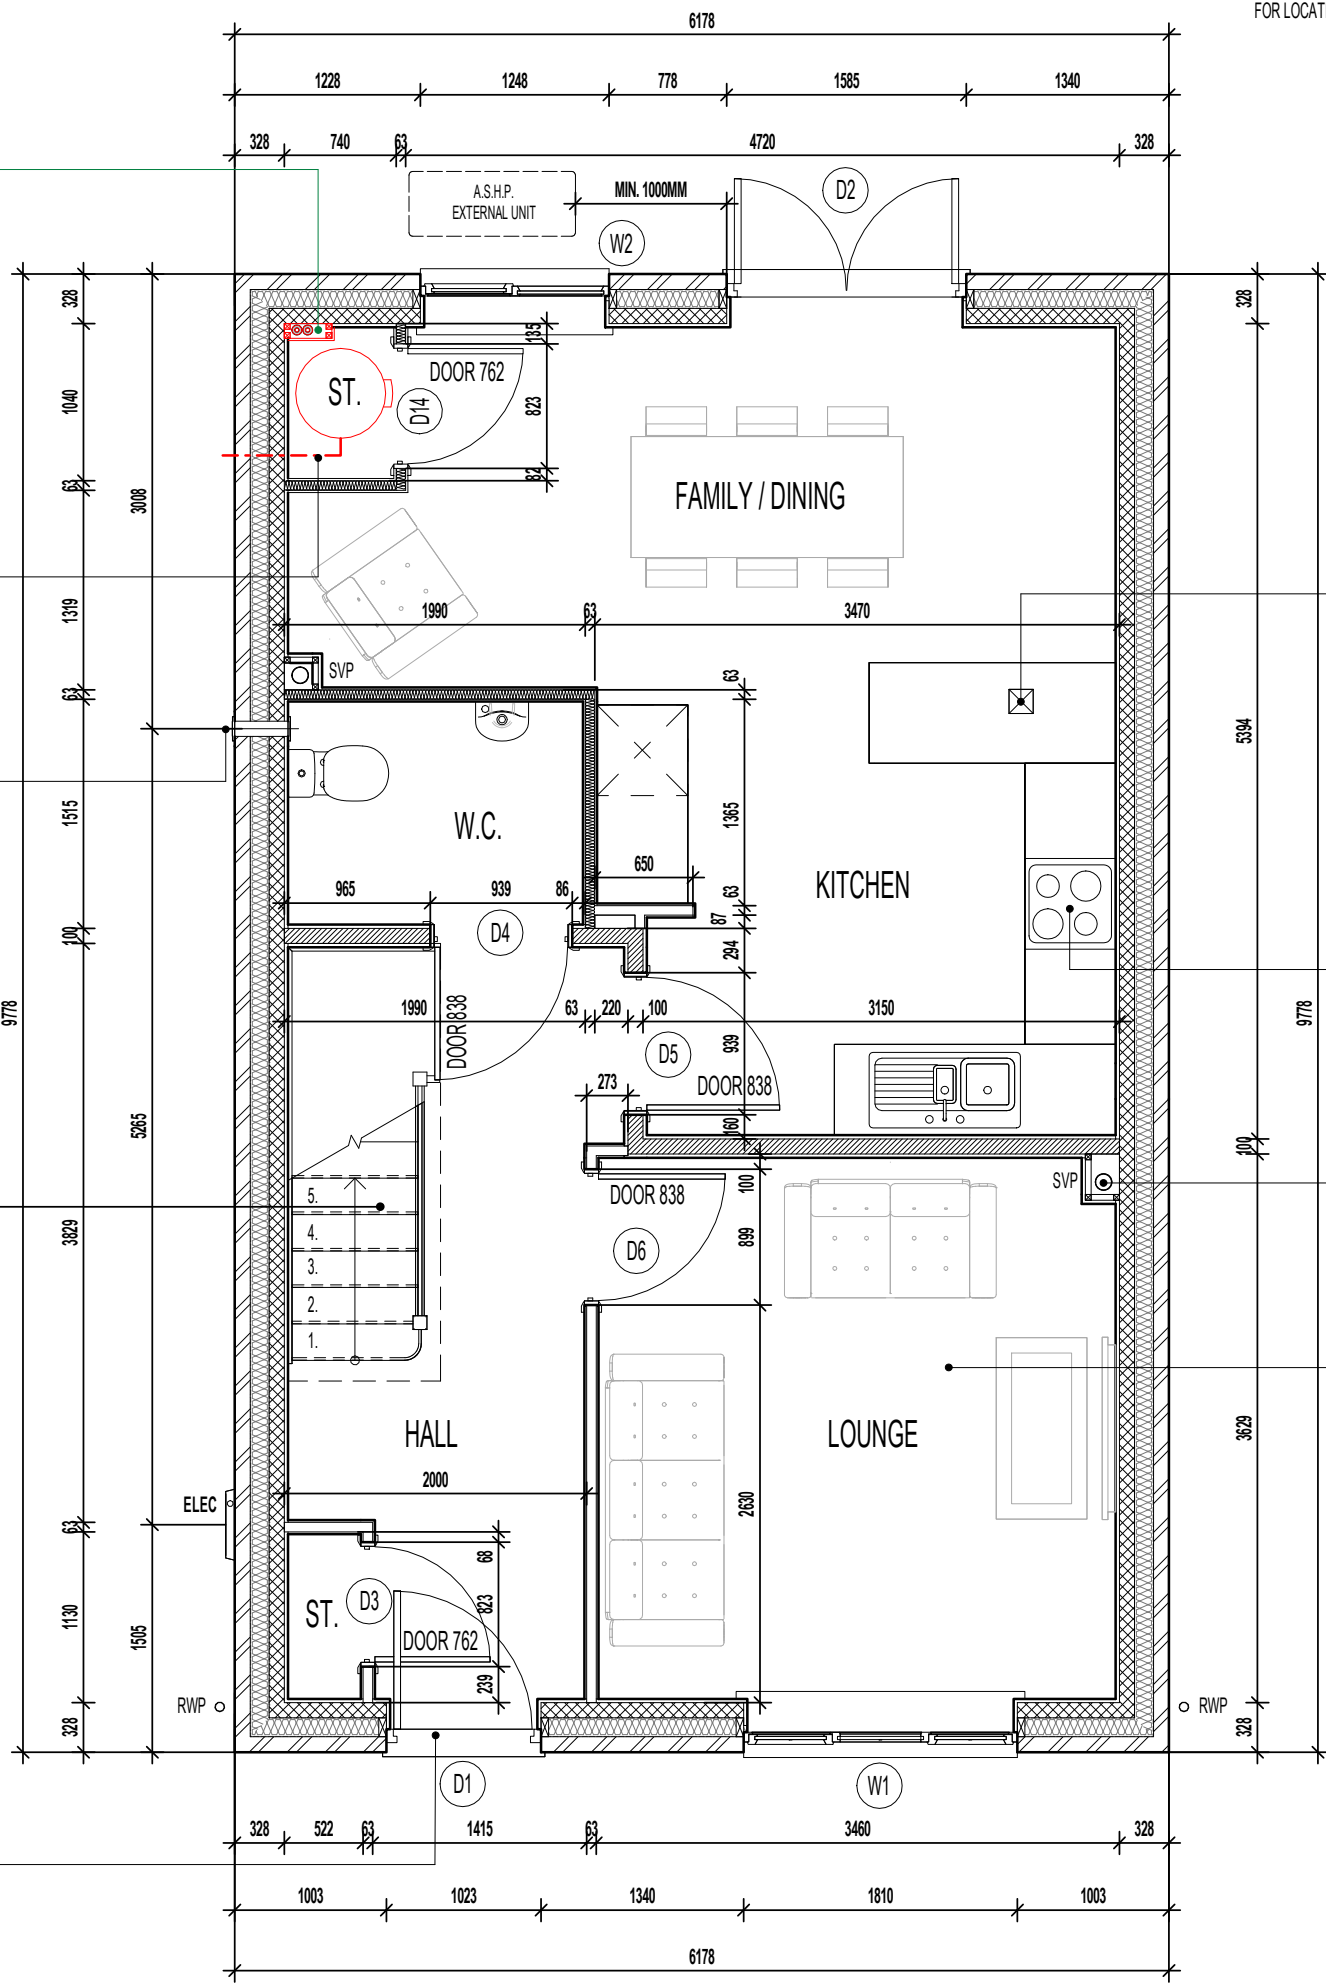 FOR LOCATI
6178
1228 1248 778 1585 1340
328 740 63 4720 328
A.S.H.P.
EXTERNAL UNIT
MIN. 1000MM
D2
W2
328
328
135
DOOR 762
ST.
D14
823
1040
82
63
3008
FAMILY / DINING
1319
1990 63 3470
SVP
63
63
5394
W.C.
1515
1365
650
KITCHEN
965 939 86
63
87
D4
100
294
9778
9778
1990 63 220 100 3150
DOOR 838
939
D5
273
DOOR 838
160
5265
100
SVP
100
DOOR 838
5.
4.
3.
2.
1.
3829
899
D6
HALL
LOUNGE
3629
2000
2630
ELEC
63
68
D3
823
ST.
1130
1505
DOOR 762
239
RWP
RWP
328
328
D1
W1
328 522 63 1415 63 3460 328
1003 1023 1340 1810 1003
6178